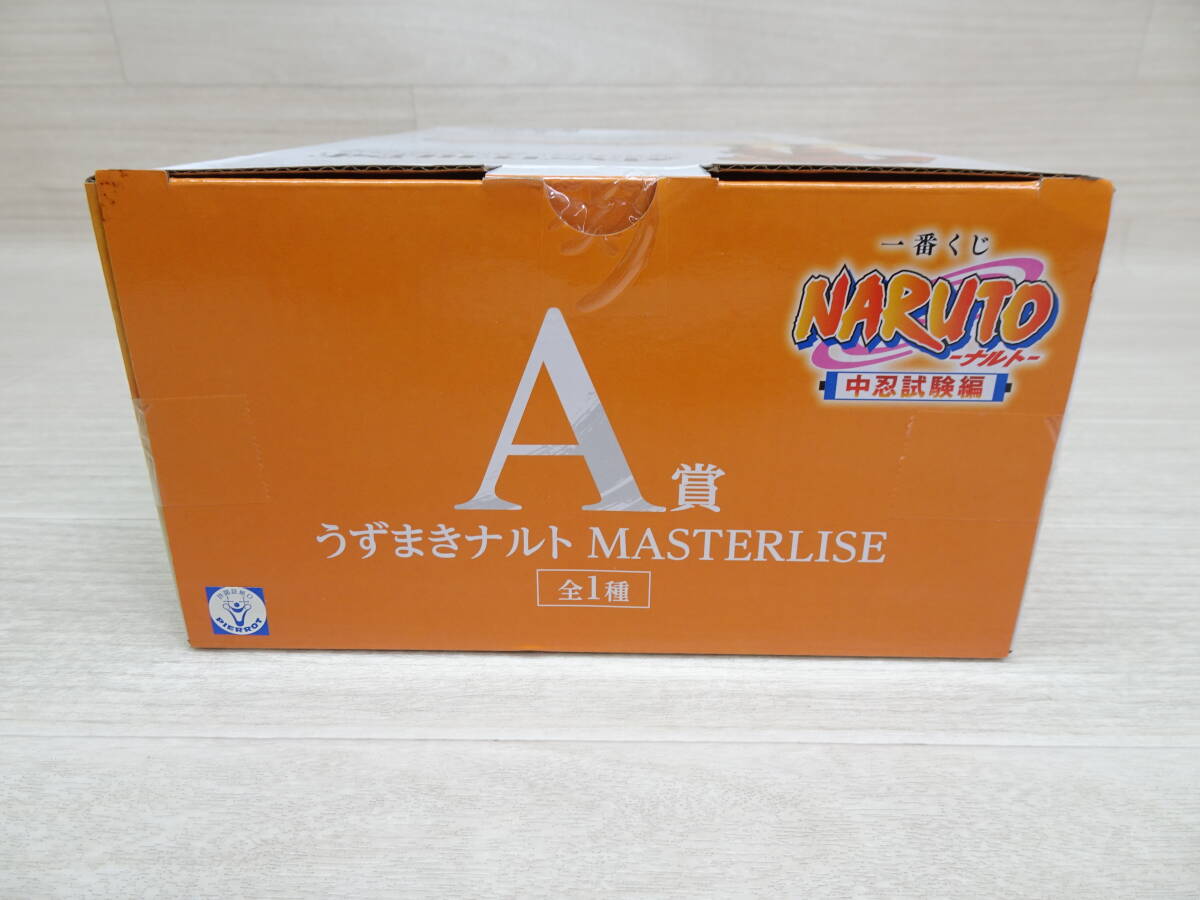 一番くじ
NARUTO
-ナルト-
中忍試験編
A賞
うずまきナルト MASTERLISE
全1種
PIERROT